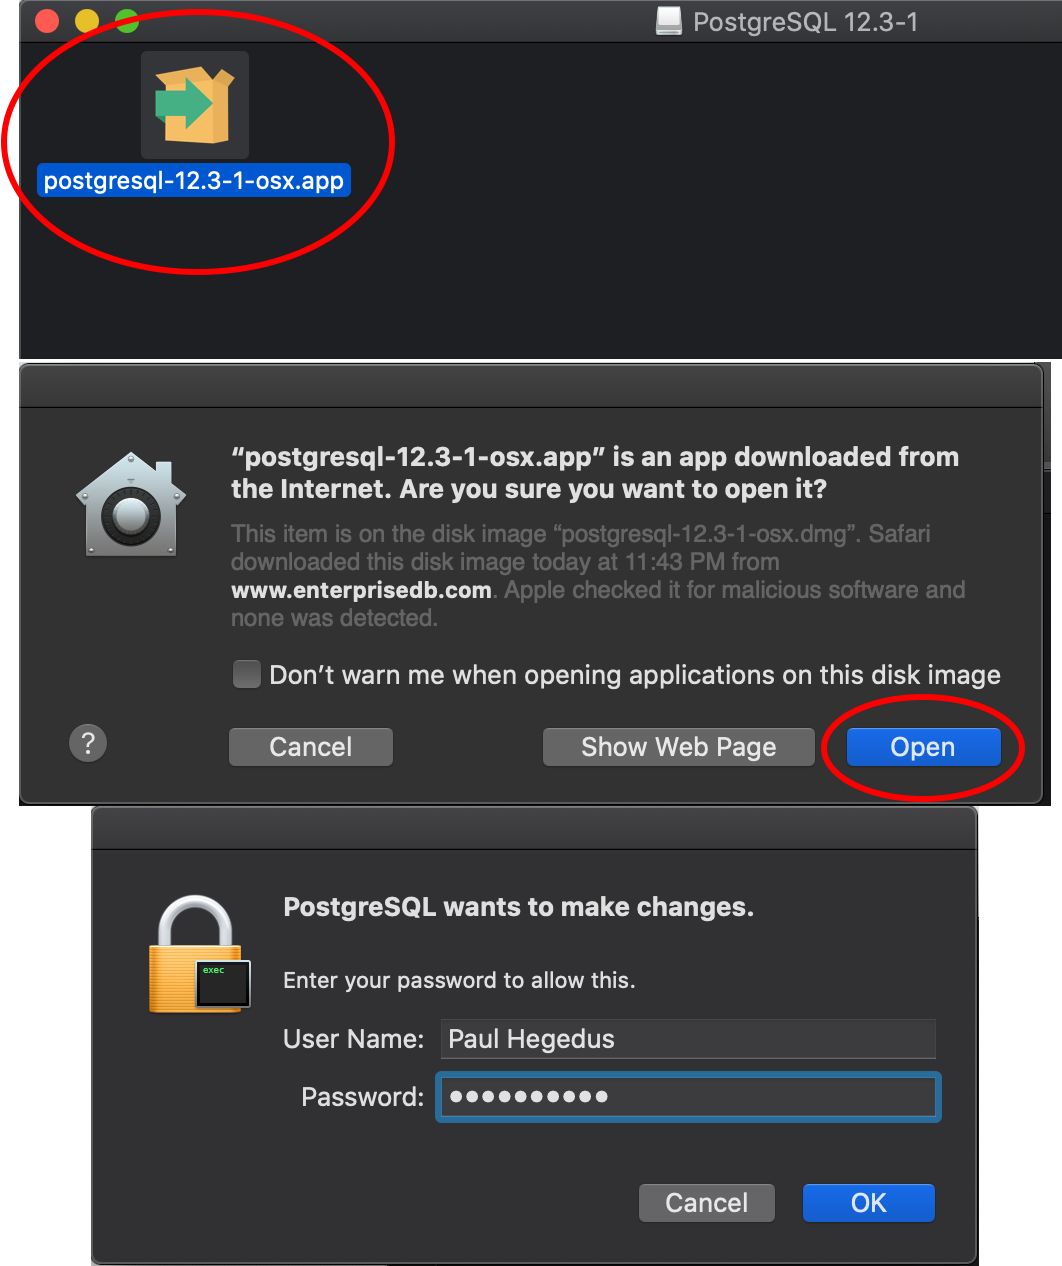 PostgreSQL 12.3-1
postgresql-12.3-1-osx.app
“postgresql-12.3-1-osx.app” is an app downloaded from
the Internet. Are you sure you want to open it?
This item is on the disk image “postgresql-12.3-1-osx.dmg”. Safari
downloaded this disk image today at 11:43 PM from
www.enterprisedb.com. Apple checked it for malicious software and
none was detected.
Don’t warn me when opening applications on this disk image
? Cancel Show Web Page Open
PostgreSQL wants to make changes.
exec
Enter your password to allow this.
User Name: Paul Hegedus
Password: ●●●●●●●●●●
Cancel OK